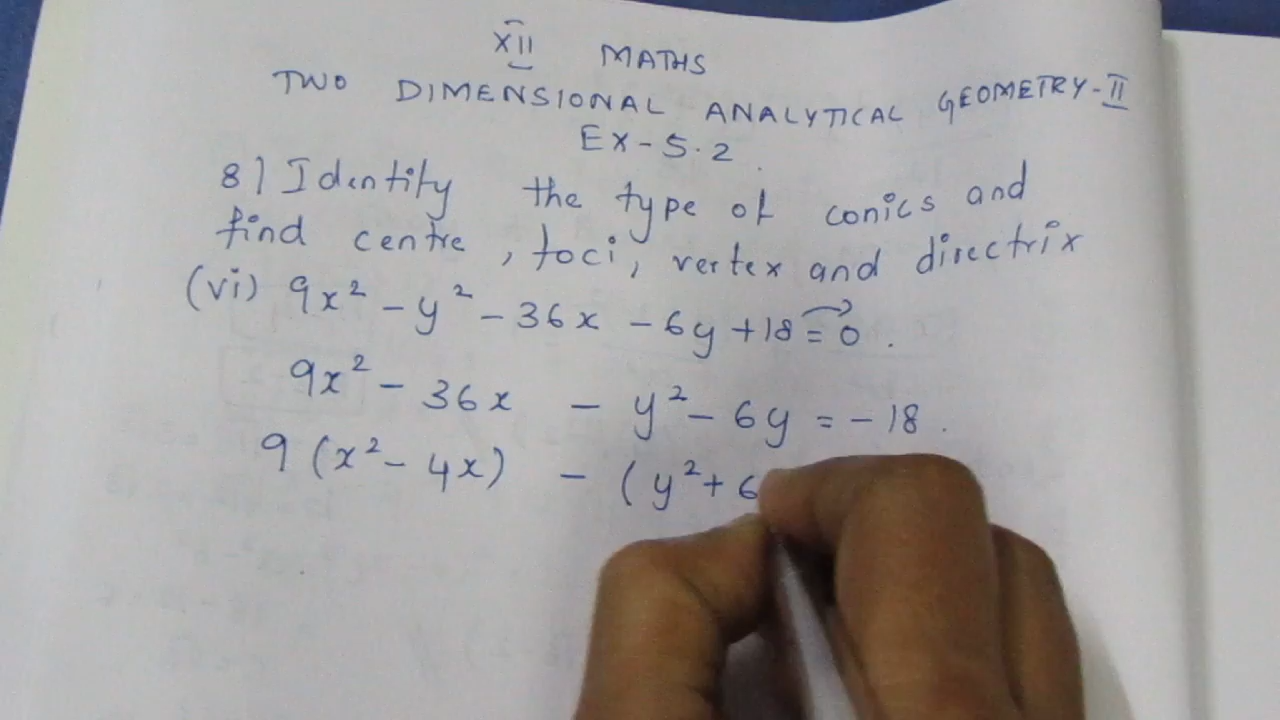 XII MATHS
TWO DIMENSIONAL ANALYTICAL GEOMETRY-II
EX-5.2.
8) Identify the type of conics and
find centre, foci, vertex and directrix
(vi) 9x² - y² - 36x - 6y + 18 = 0.
9x² - 36x - y² - 6y = -18.
9(x² - 4x) - (y² + 6